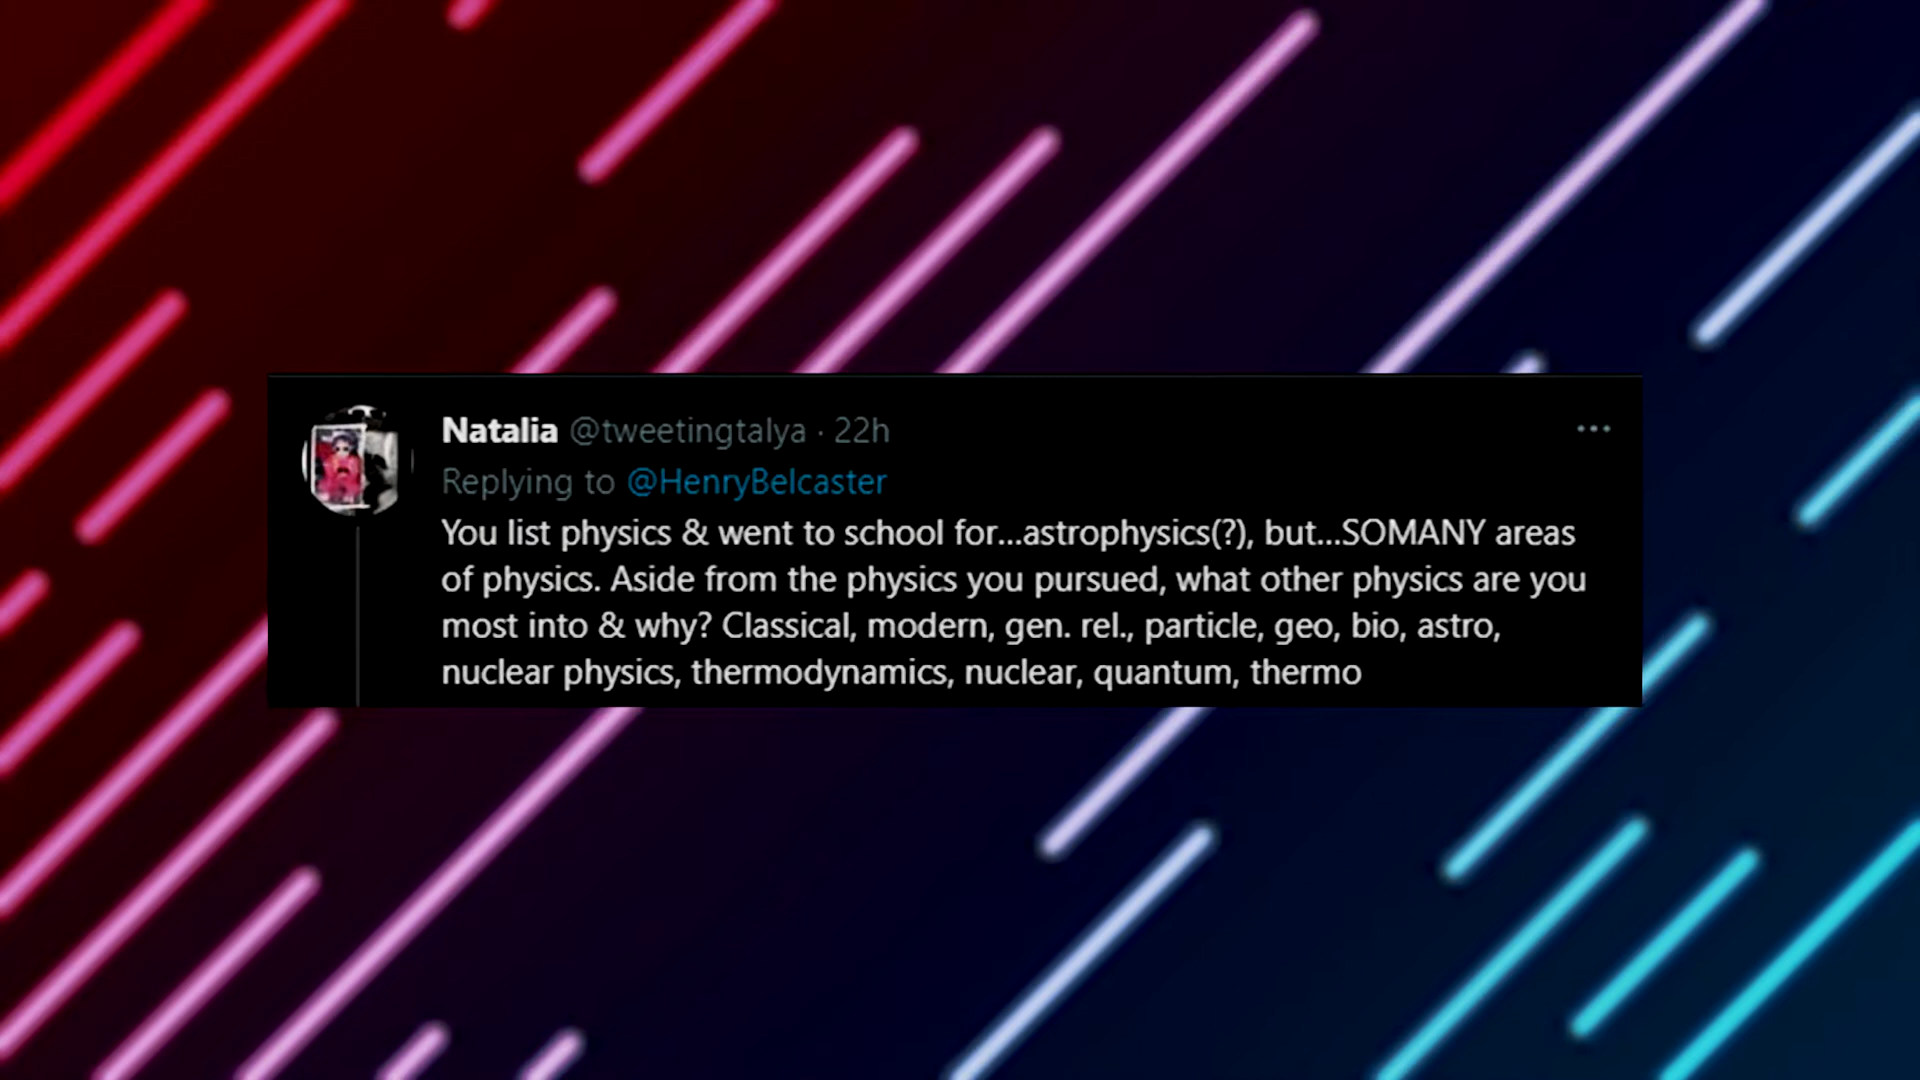 Natalia @tweetingtalya · 22h
Replying to @HenryBelcaster
You list physics & went to school for...astrophysics(?), but...SOMANY areas
of physics. Aside from the physics you pursued, what other physics are you
most into & why? Classical, modern, gen. rel., particle, geo, bio, astro,
nuclear physics, thermodynamics, nuclear, quantum, thermo